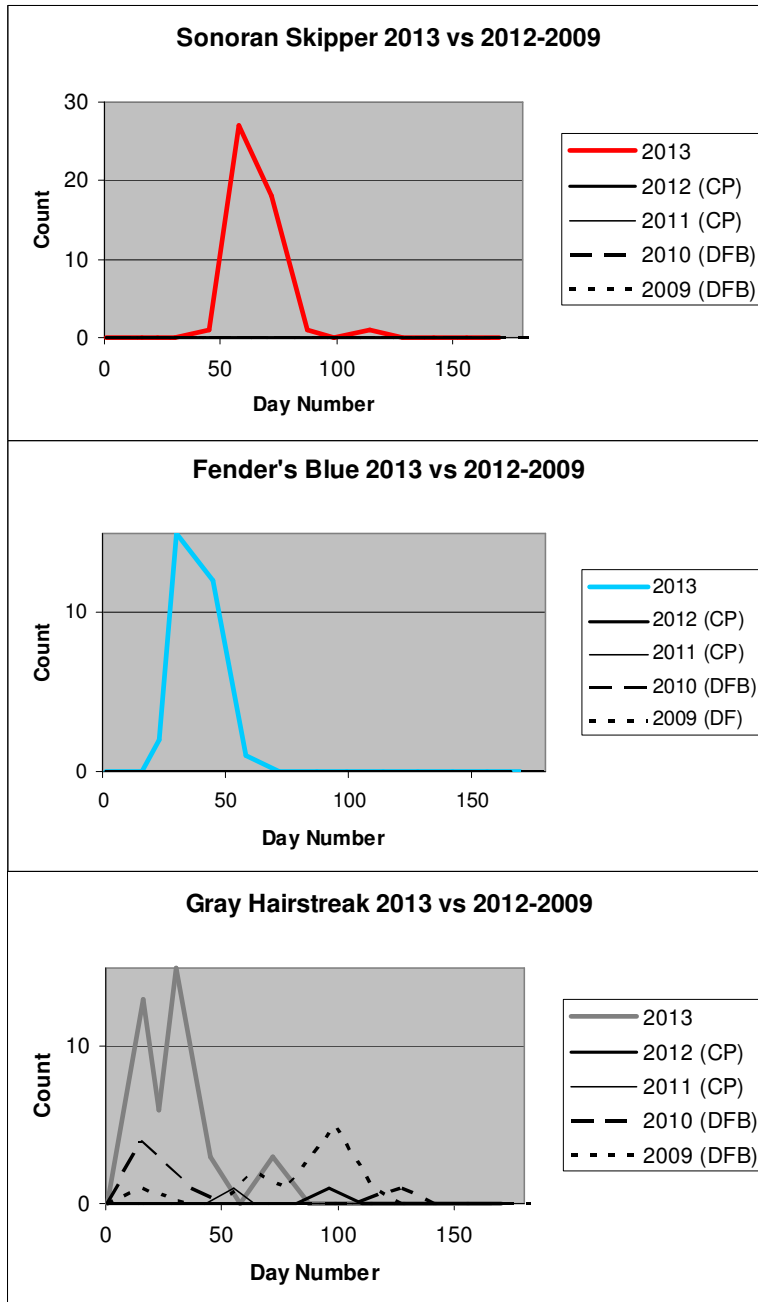 Sonoran Skipper 2013 vs 2012-2009
30
20
10
0
Count
0 50 100 150
Day Number
2013
2012 (CP)
2011 (CP)
2010 (DFB)
2009 (DFB)
Fender's Blue 2013 vs 2012-2009
10
0
Count
0 50 100 150
Day Number
2013
2012 (CP)
2011 (CP)
2010 (DFB)
2009 (DF)
Gray Hairstreak 2013 vs 2012-2009
10
0
Count
0 50 100 150
Day Number
2013
2012 (CP)
2011 (CP)
2010 (DFB)
2009 (DFB)